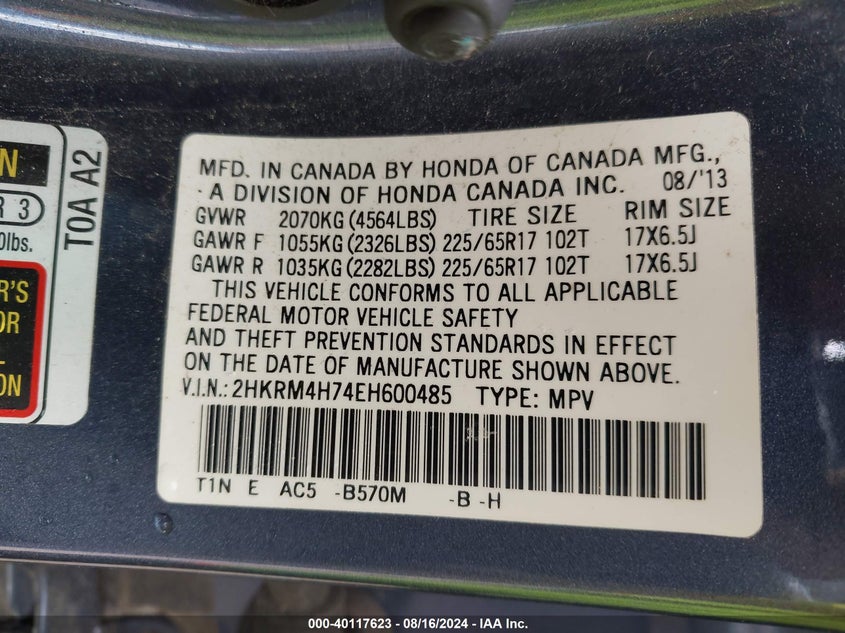 N
R 3
0lbs.
R'S
OR
L
ON
T0A A2
MFD. IN CANADA BY HONDA OF CANADA MFG.,
A DIVISION OF HONDA CANADA INC. 08/'13
GVWR 2070KG (4564LBS) TIRE SIZE RIM SIZE
GAWR F 1055KG (2326LBS) 225/65R17 102T 17X6.5J
GAWR R 1035KG (2282LBS) 225/65R17 102T 17X6.5J
THIS VEHICLE CONFORMS TO ALL APPLICABLE
FEDERAL MOTOR VEHICLE SAFETY
AND THEFT PREVENTION STANDARDS IN EFFECT
ON THE DATE OF MANUFACTURE SHOWN ABOVE.
V.I.N.: 2HKRM4H74EH600485 TYPE: MPV
T1N E AC5 -B570M -B -H
000-40117623 - 08/16/2024 - IAA Inc.